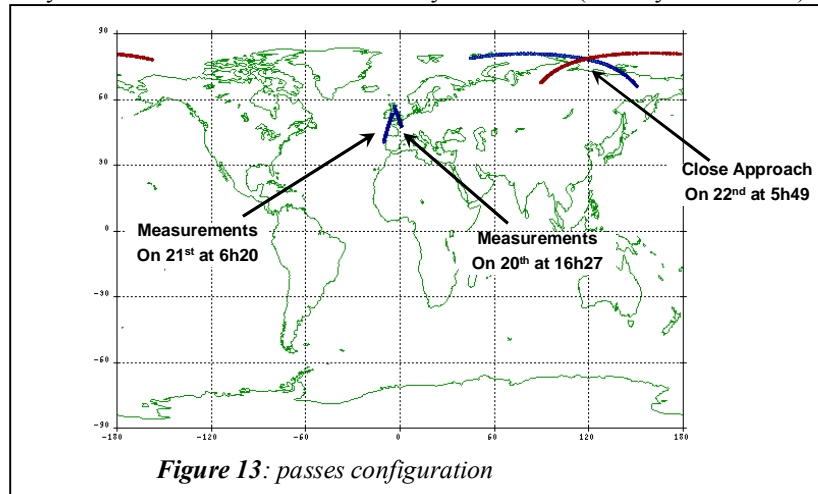 90
60
30
0
-30
-60
-90
-180
-120
-60
0
60
120
180
Close Approach
On 22nd at 5h49
Measurements
On 21st at 6h20
Measurements
On 20th at 16h27
Figure 13: passes configuration